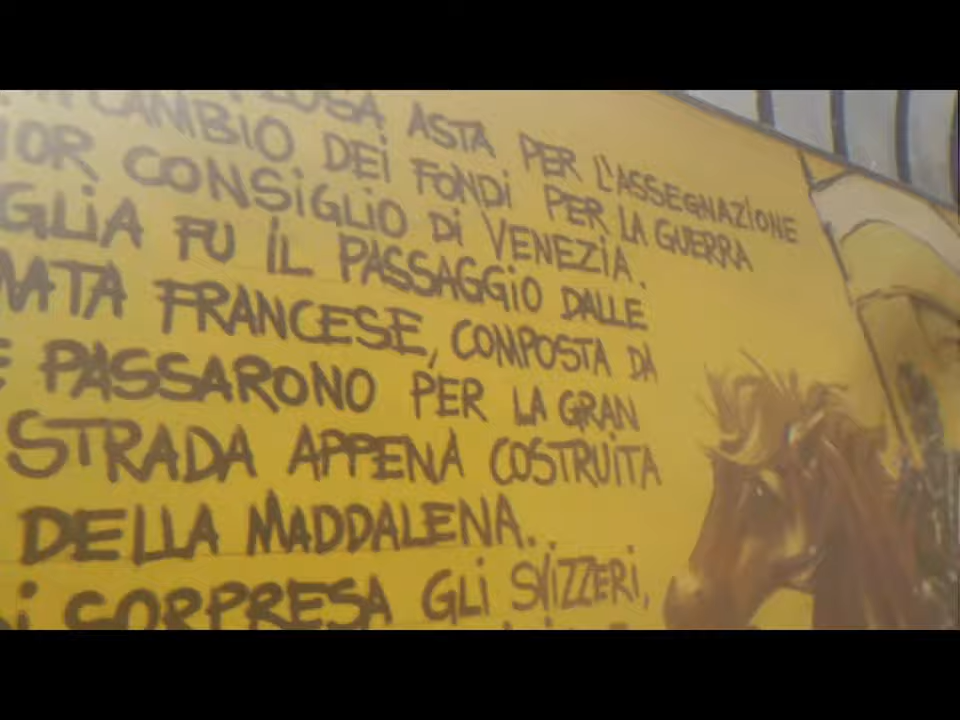 ASTA PER L'ASSEGNAZIONE
CAMBIO DEI FONDI PER LA GUERRA
CONSIGLIO DI VENEZIA.
FU IL PASSAGGIO DALLE
FRANCESE, COMPOSTA DA
PASSARONO PER LA GRAN
STRADA APPENA COSTRUITA
DELLA MADDALENA.
SORPRESA GLI SVIZZERI,